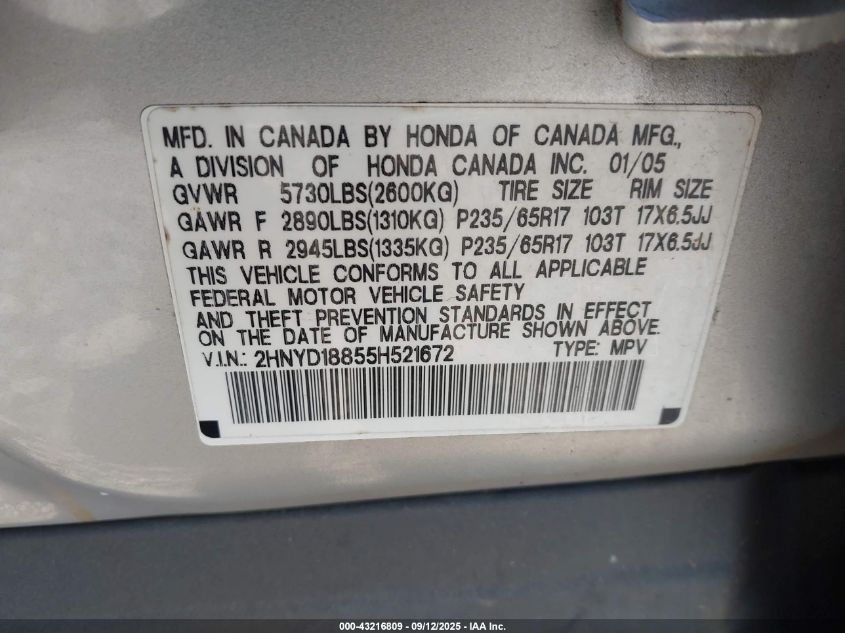 MFD. IN CANADA BY HONDA OF CANADA MFG.,
A DIVISION OF HONDA CANADA INC. 01/05
GVWR 5730LBS(2600KG) TIRE SIZE RIM SIZE
GAWR F 2890LBS(1310KG) P235/65R17 103T 17X6.5JJ
GAWR R 2945LBS(1335KG) P235/65R17 103T 17X6.5JJ
THIS VEHICLE CONFORMS TO ALL APPLICABLE
FEDERAL MOTOR VEHICLE SAFETY
AND THEFT PREVENTION STANDARDS IN EFFECT
ON THE DATE OF MANUFACTURE SHOWN ABOVE.
V.I.N.: 2HNYD18855H521672 TYPE: MPV
000-43216809 - 09/12/2025 - IAA Inc.